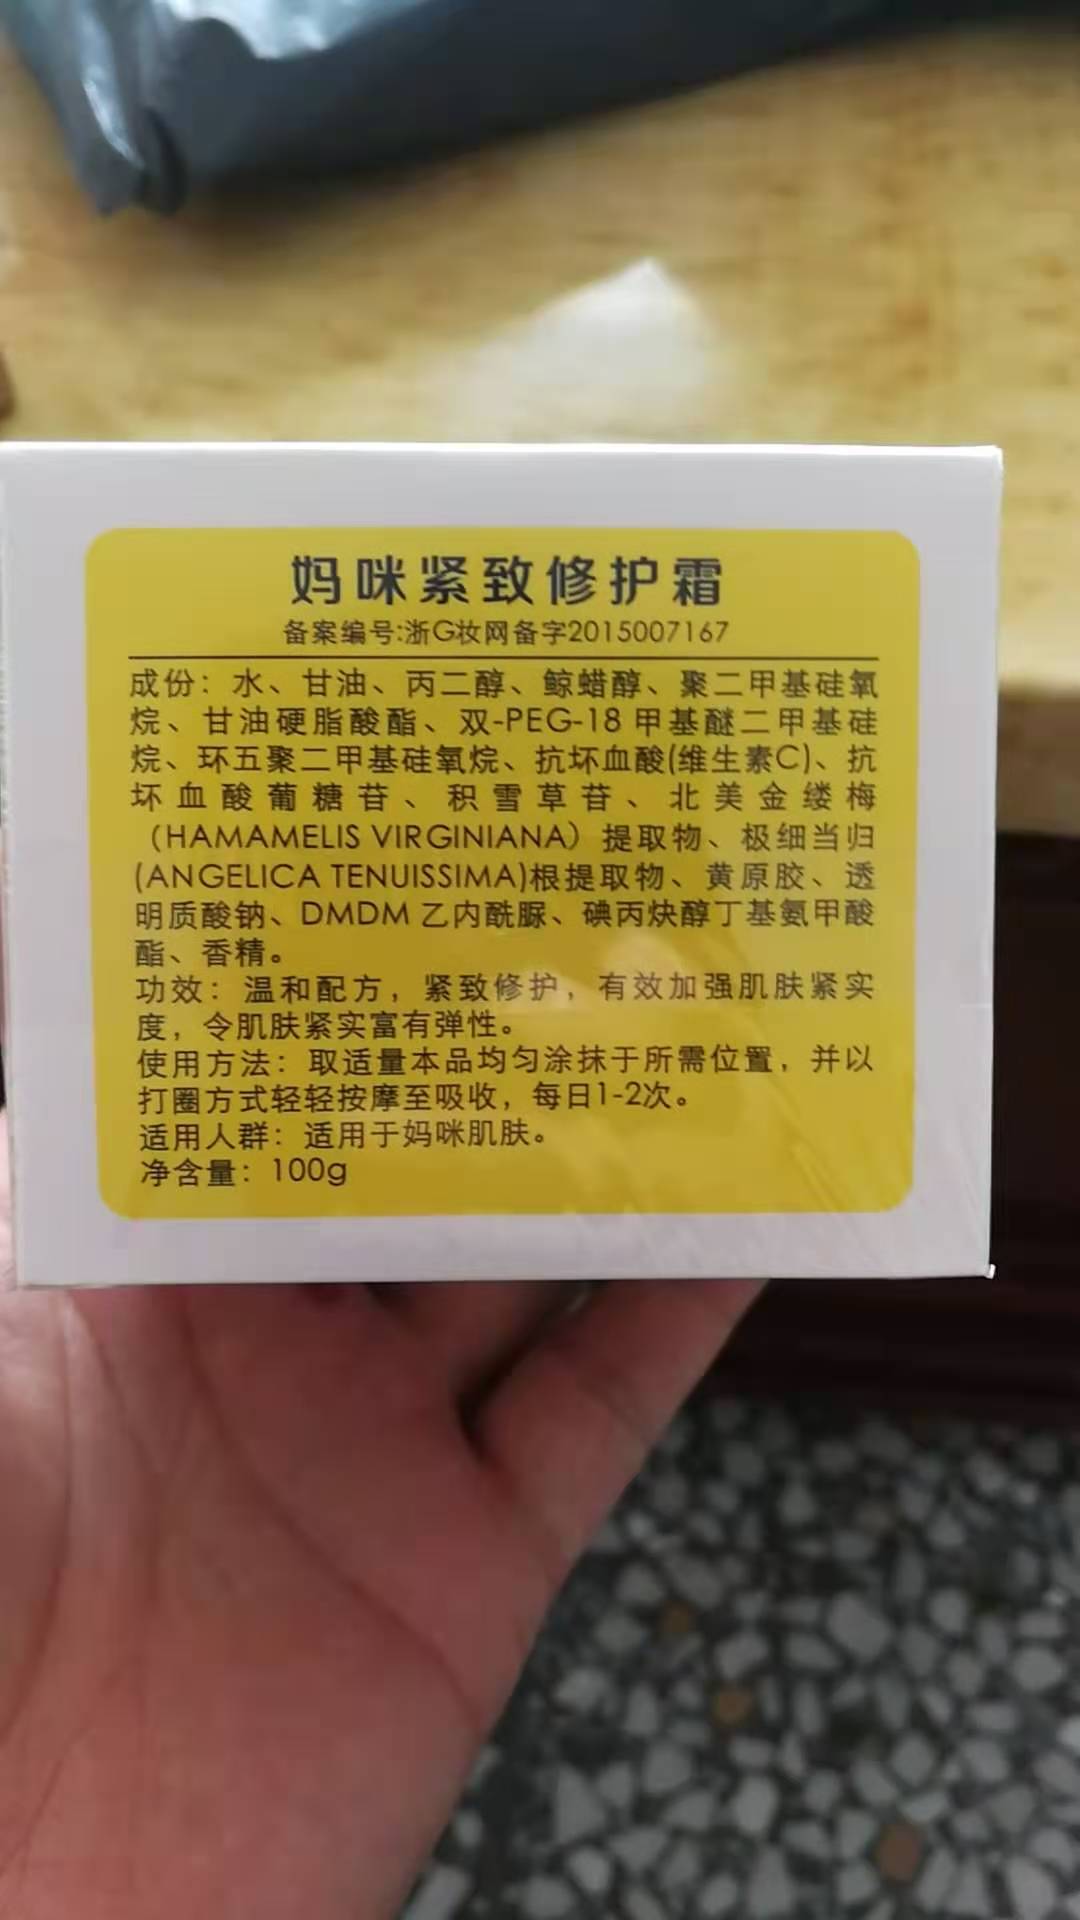 妈咪紧致修护霜
备案编号:浙G妆网备字2015007167
成份：水、甘油、丙二醇、鲸蜡醇、聚二甲基硅氧
烷、甘油硬脂酸酯、双-PEG-18 甲基醚二甲基硅
烷、环五聚二甲基硅氧烷、抗坏血酸(维生素C)、抗
坏血酸葡糖苷、积雪草苷、北美金缕梅
（HAMAMELIS VIRGINIANA）提取物、极细当归
(ANGELICA TENUISSIMA)根提取物、黄原胶、透
明质酸钠、DMDM 乙内酰脲、碘丙炔醇丁基氨甲酸
酯、香精。
功效：温和配方，紧致修护，有效加强肌肤紧实
度，令肌肤紧实富有弹性。
使用方法：取适量本品均匀涂抹于所需位置，并以
打圈方式轻轻按摩至吸收，每日1-2次。
适用人群：适用于妈咪肌肤。
净含量：100g